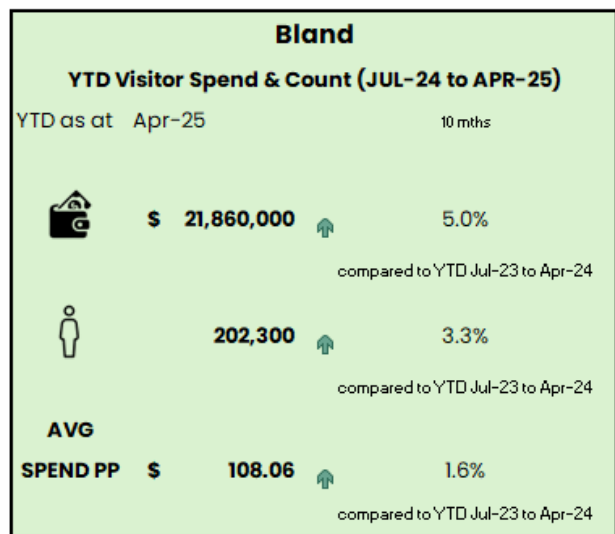 Bland
YTD Visitor Spend & Count (JUL-24 to APR-25)
YTD as at Apr-25 10 mths
$ 21,860,000 5.0%
compared to YTD Jul-23 to Apr-24
202,300 3.3%
compared to YTD Jul-23 to Apr-24
AVG
SPEND PP $ 108.06 1.6%
compared to YTD Jul-23 to Apr-24